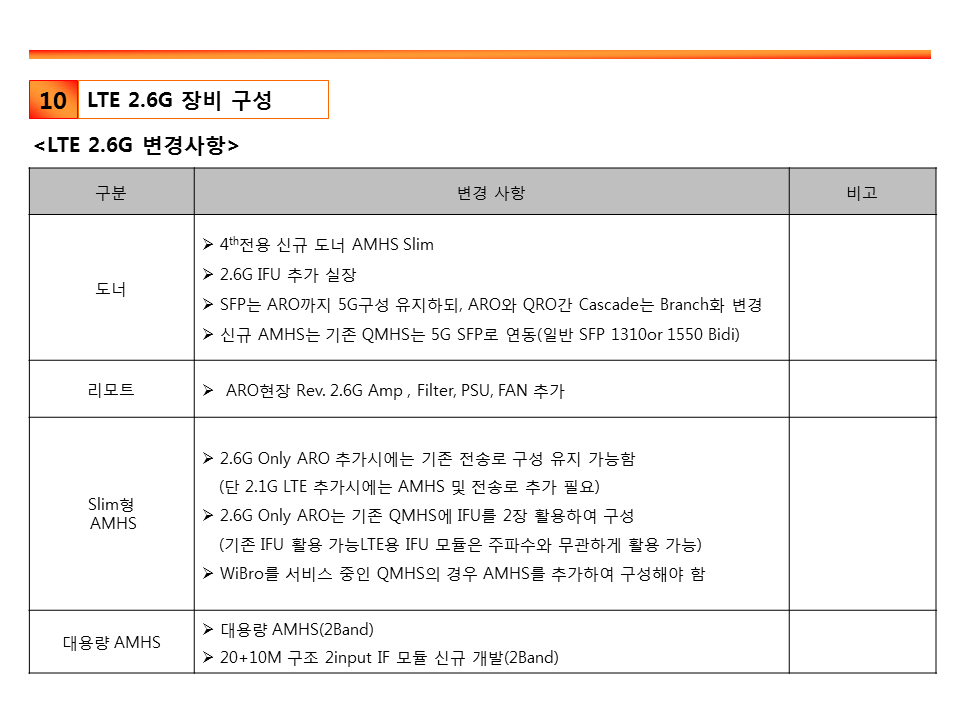 10 LTE 2.6G 장비 구성
<LTE 2.6G 변경사항>
구분 변경 사항 비고
도너
➢ 4th전용 신규 도너 AMHS Slim
➢ 2.6G IFU 추가 실장
➢ SFP는 ARO까지 5G구성 유지하되, ARO와 QRO간 Cascade는 Branch화 변경
➢ 신규 AMHS는 기존 QMHS는 5G SFP로 연동(일반 SFP 1310or 1550 Bidi)
리모트
➢ ARO현장 Rev. 2.6G Amp , Filter, PSU, FAN 추가
Slim형
AMHS
➢ 2.6G Only ARO 추가시에는 기존 전송로 구성 유지 가능함
(단 2.1G LTE 추가시에는 AMHS 및 전송로 추가 필요)
➢ 2.6G Only ARO는 기존 QMHS에 IFU를 2장 활용하여 구성
(기존 IFU 활용 가능LTE용 IFU 모듈은 주파수와 무관하게 활용 가능)
➢ WiBro를 서비스 중인 QMHS의 경우 AMHS를 추가하여 구성해야 함
대용량 AMHS
➢ 대용량 AMHS(2Band)
➢ 20+10M 구조 2input IF 모듈 신규 개발(2Band)